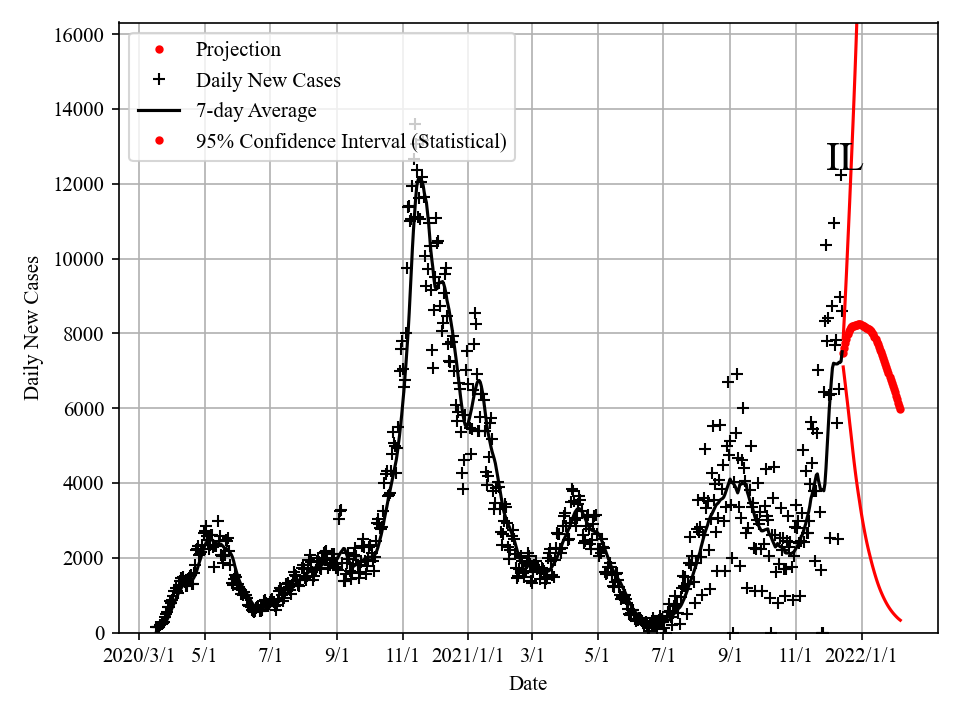 16000
14000
12000
10000
8000
6000
4000
2000
0
Daily New Cases
Projection
Daily New Cases
7-day Average
95% Confidence Interval (Statistical)
IL
2020/3/1 5/1 7/1 9/1 11/1 2021/1/1 3/1 5/1 7/1 9/1 11/1 2022/1/1
Date